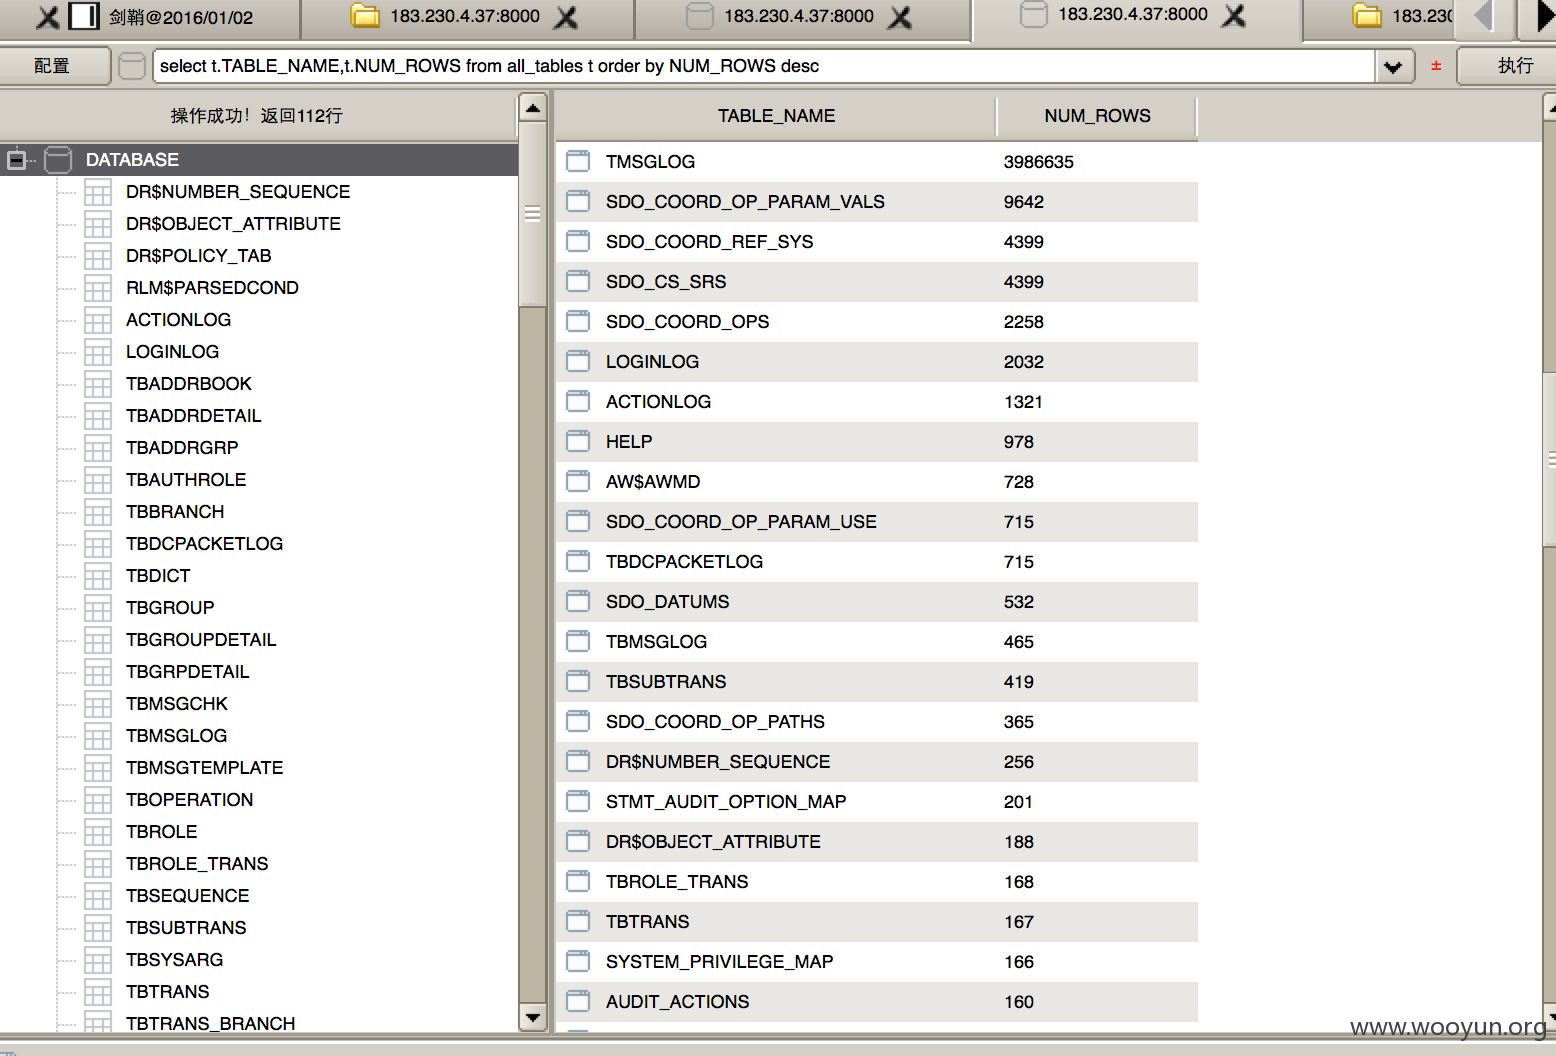 剑鞘@2016/01/02
183.230.4.37:8000
183.230.4.37:8000
183.230.4.37:8000
183.230
配置
select t.TABLE_NAME,t.NUM_ROWS from all_tables t order by NUM_ROWS desc
±
执行
操作成功！返回112行
DATABASE
DR$NUMBER_SEQUENCE
DR$OBJECT_ATTRIBUTE
DR$POLICY_TAB
RLM$PARSEDCOND
ACTIONLOG
LOGINLOG
TBADDRBOOK
TBADDRDETAIL
TBADDRGRP
TBAUTHROLE
TBBRANCH
TBDCPACKETLOG
TBDICT
TBGROUP
TBGROUPDETAIL
TBGRPDETAIL
TBMSGCHK
TBMSGLOG
TBMSGTEMPLATE
TBOPERATION
TBROLE
TBROLE_TRANS
TBSEQUENCE
TBSUBTRANS
TBSYSARG
TBTRANS
TBTRANS_BRANCH
TABLE_NAME NUM_ROWS
TMSGLOG 3986635
SDO_COORD_OP_PARAM_VALS 9642
SDO_COORD_REF_SYS 4399
SDO_CS_SRS 4399
SDO_COORD_OPS 2258
LOGINLOG 2032
ACTIONLOG 1321
HELP 978
AW$AWMD 728
SDO_COORD_OP_PARAM_USE 715
TBDCPACKETLOG 715
SDO_DATUMS 532
TBMSGLOG 465
TBSUBTRANS 419
SDO_COORD_OP_PATHS 365
DR$NUMBER_SEQUENCE 256
STMT_AUDIT_OPTION_MAP 201
DR$OBJECT_ATTRIBUTE 188
TBROLE_TRANS 168
TBTRANS 167
SYSTEM_PRIVILEGE_MAP 166
AUDIT_ACTIONS 160
www.wooyun.org